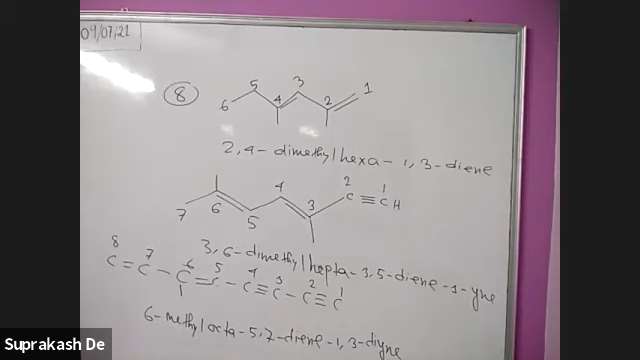 09/07/21
8
6 5 4 3 2 1
2,4-dimethylhexa-1,3-diene
7 6 5 4 3 2 1
C≡CH
3,6-dimethylhepta-3,5-diene-1-yne
8 7 6 5 4 3 2 1
C=C-C=C-C≡C-C≡C
6-methylocta-5,7-diene-1,3-diyne
Suprakash De